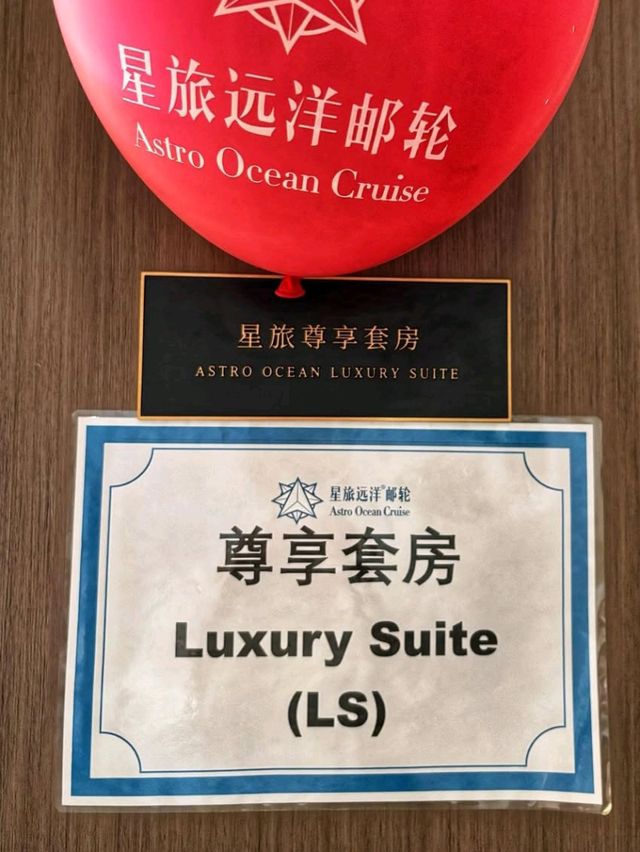 星旅远洋邮轮
Astro Ocean Cruise
星旅尊享套房
ASTRO OCEAN LUXURY SUITE
星旅远洋®邮轮
Astro Ocean Cruise
尊享套房
Luxury Suite
(LS)